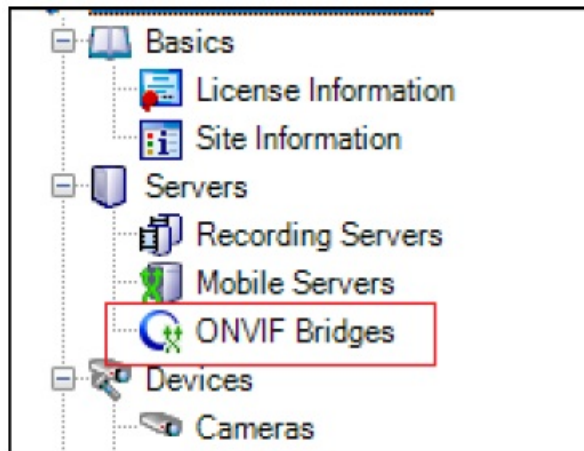 Basics
License Information
Site Information
Servers
Recording Servers
Mobile Servers
ONVIF Bridges
Devices
Cameras